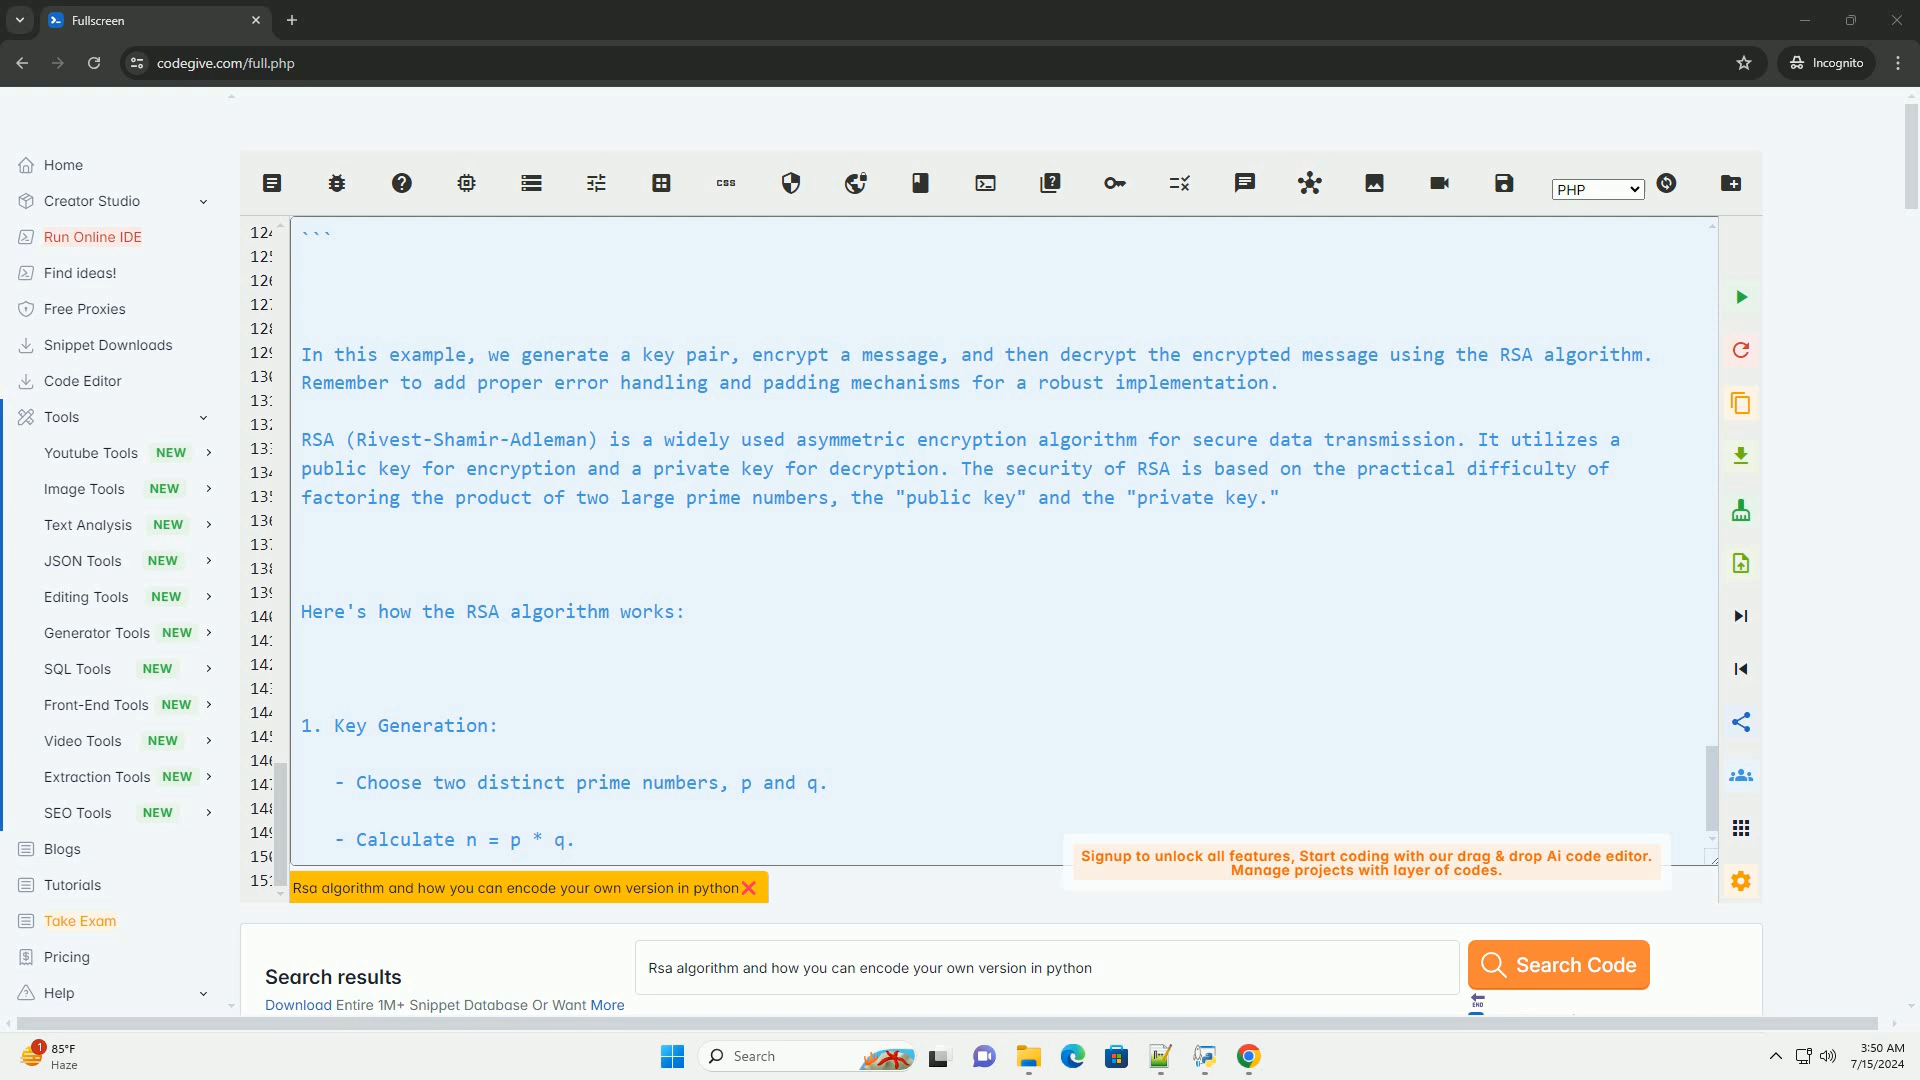 Fullscreen
codegive.com/full.php
Incognito
Home
Creator Studio
Run Online IDE
Find ideas!
Free Proxies
Snippet Downloads
Code Editor
Tools
Youtube Tools NEW
Image Tools NEW
Text Analysis NEW
JSON Tools NEW
Editing Tools NEW
Generator Tools NEW
SQL Tools NEW
Front-End Tools NEW
Video Tools NEW
Extraction Tools NEW
SEO Tools NEW
Blogs
Tutorials
Take Exam
Pricing
Help
css
PHP
```
In this example, we generate a key pair, encrypt a message, and then decrypt the encrypted message using the RSA algorithm.
Remember to add proper error handling and padding mechanisms for a robust implementation.
RSA (Rivest-Shamir-Adleman) is a widely used asymmetric encryption algorithm for secure data transmission. It utilizes a
public key for encryption and a private key for decryption. The security of RSA is based on the practical difficulty of
factoring the product of two large prime numbers, the "public key" and the "private key."
Here's how the RSA algorithm works:
1. Key Generation:
- Choose two distinct prime numbers, p and q.
- Calculate n = p * q.
Signup to unlock all features, Start coding with our drag & drop Ai code editor.
Manage projects with layer of codes.
Rsa algorithm and how you can encode your own version in python
Search results
Download Entire 1M+ Snippet Database Or Want More
Rsa algorithm and how you can encode your own version in python
Search Code
END
1
85°F
Haze
Search
3:50 AM
7/15/2024